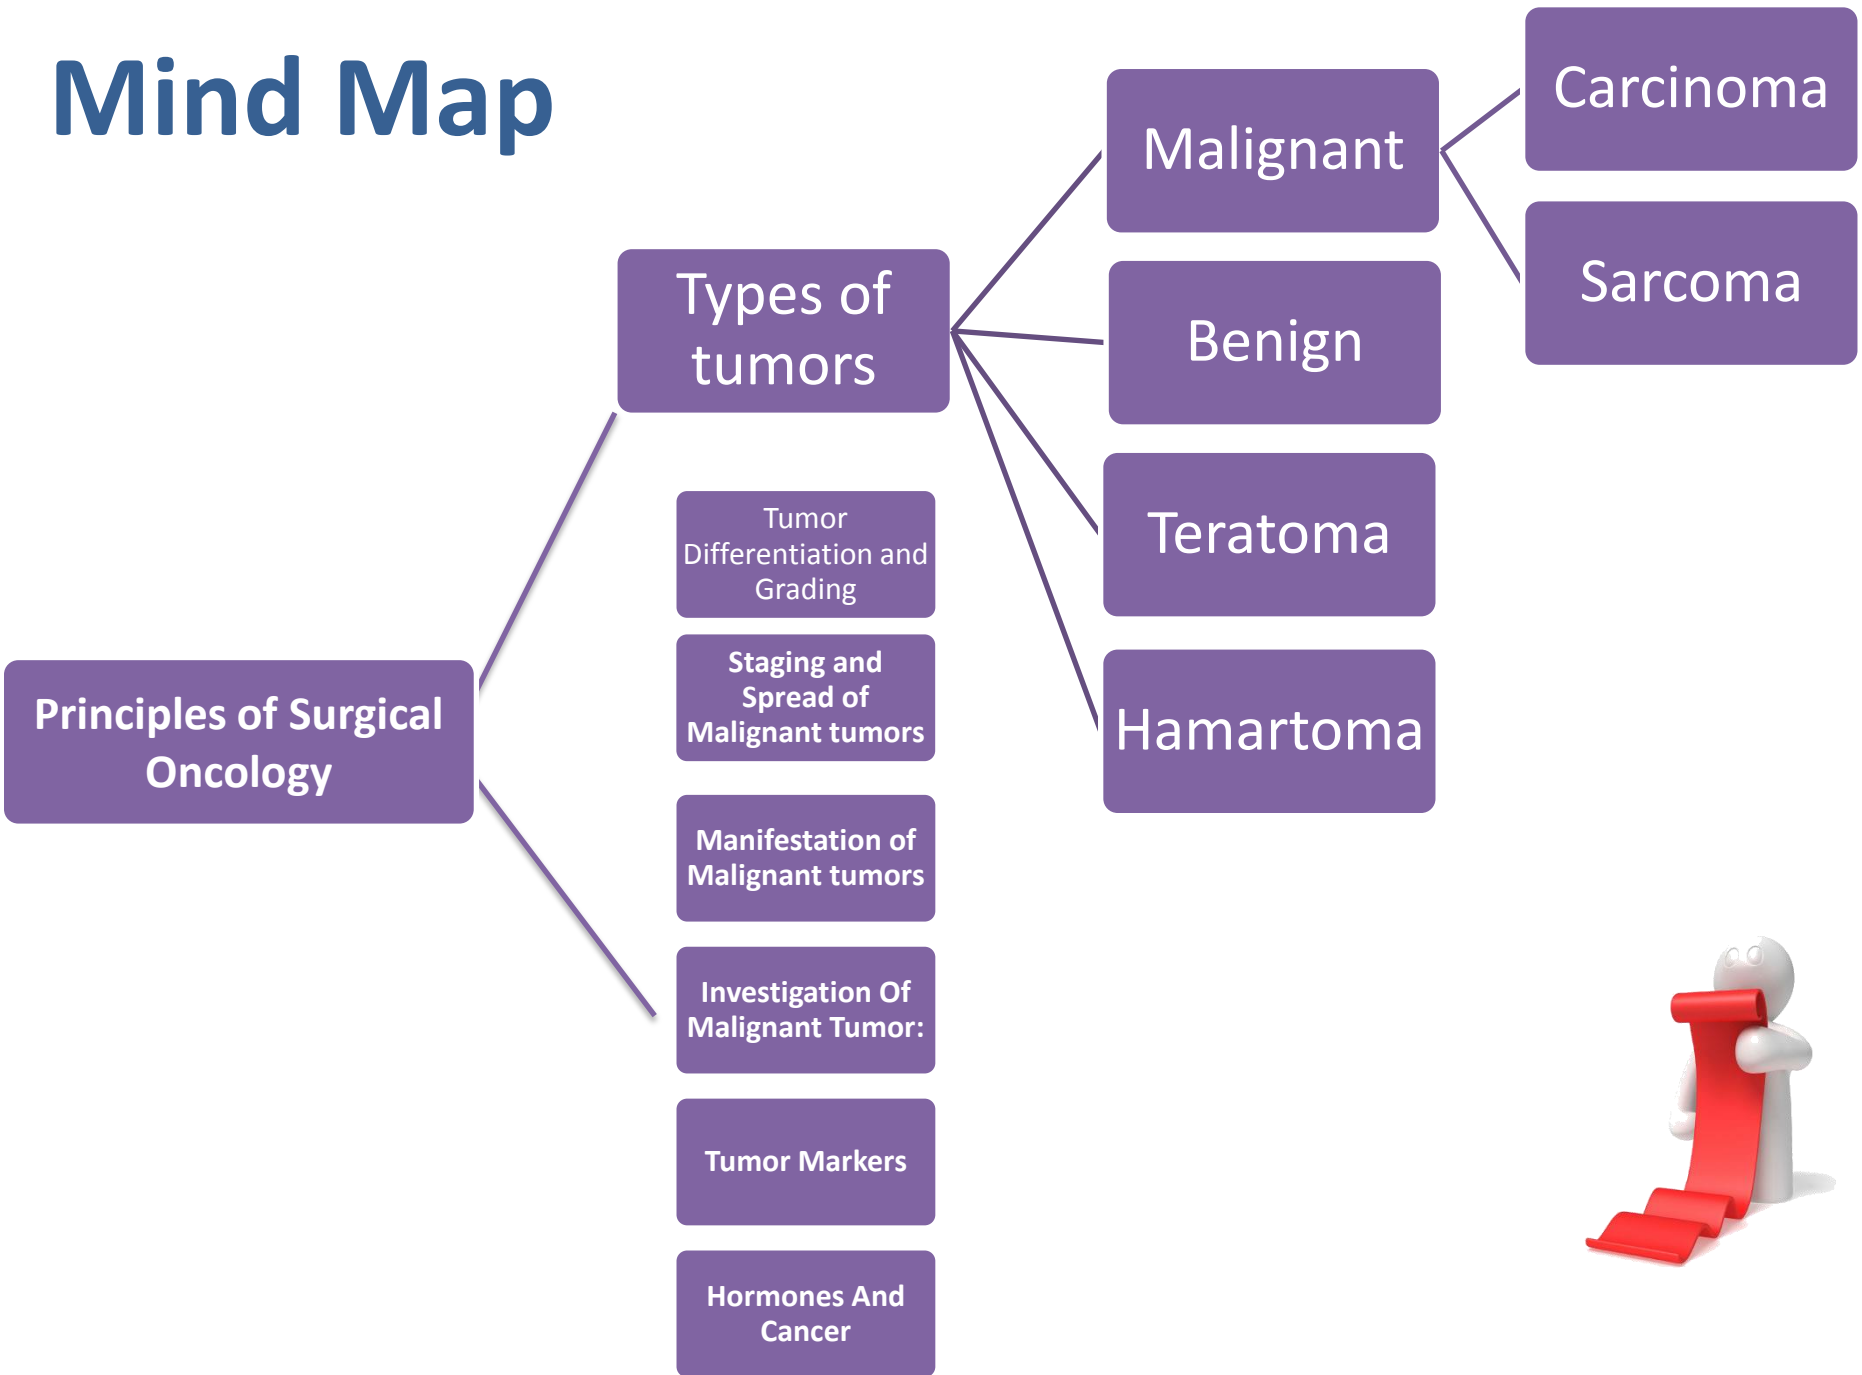 Mind Map
Carcinoma
Malignant
Sarcoma
Types of
tumors
Benign
Teratoma
Tumor
Differentiation and
Grading
Staging and
Spread of
Malignant tumors
Hamartoma
Principles of Surgical
Oncology
Manifestation of
Malignant tumors
Investigation Of
Malignant Tumor:
Tumor Markers
Hormones And
Cancer